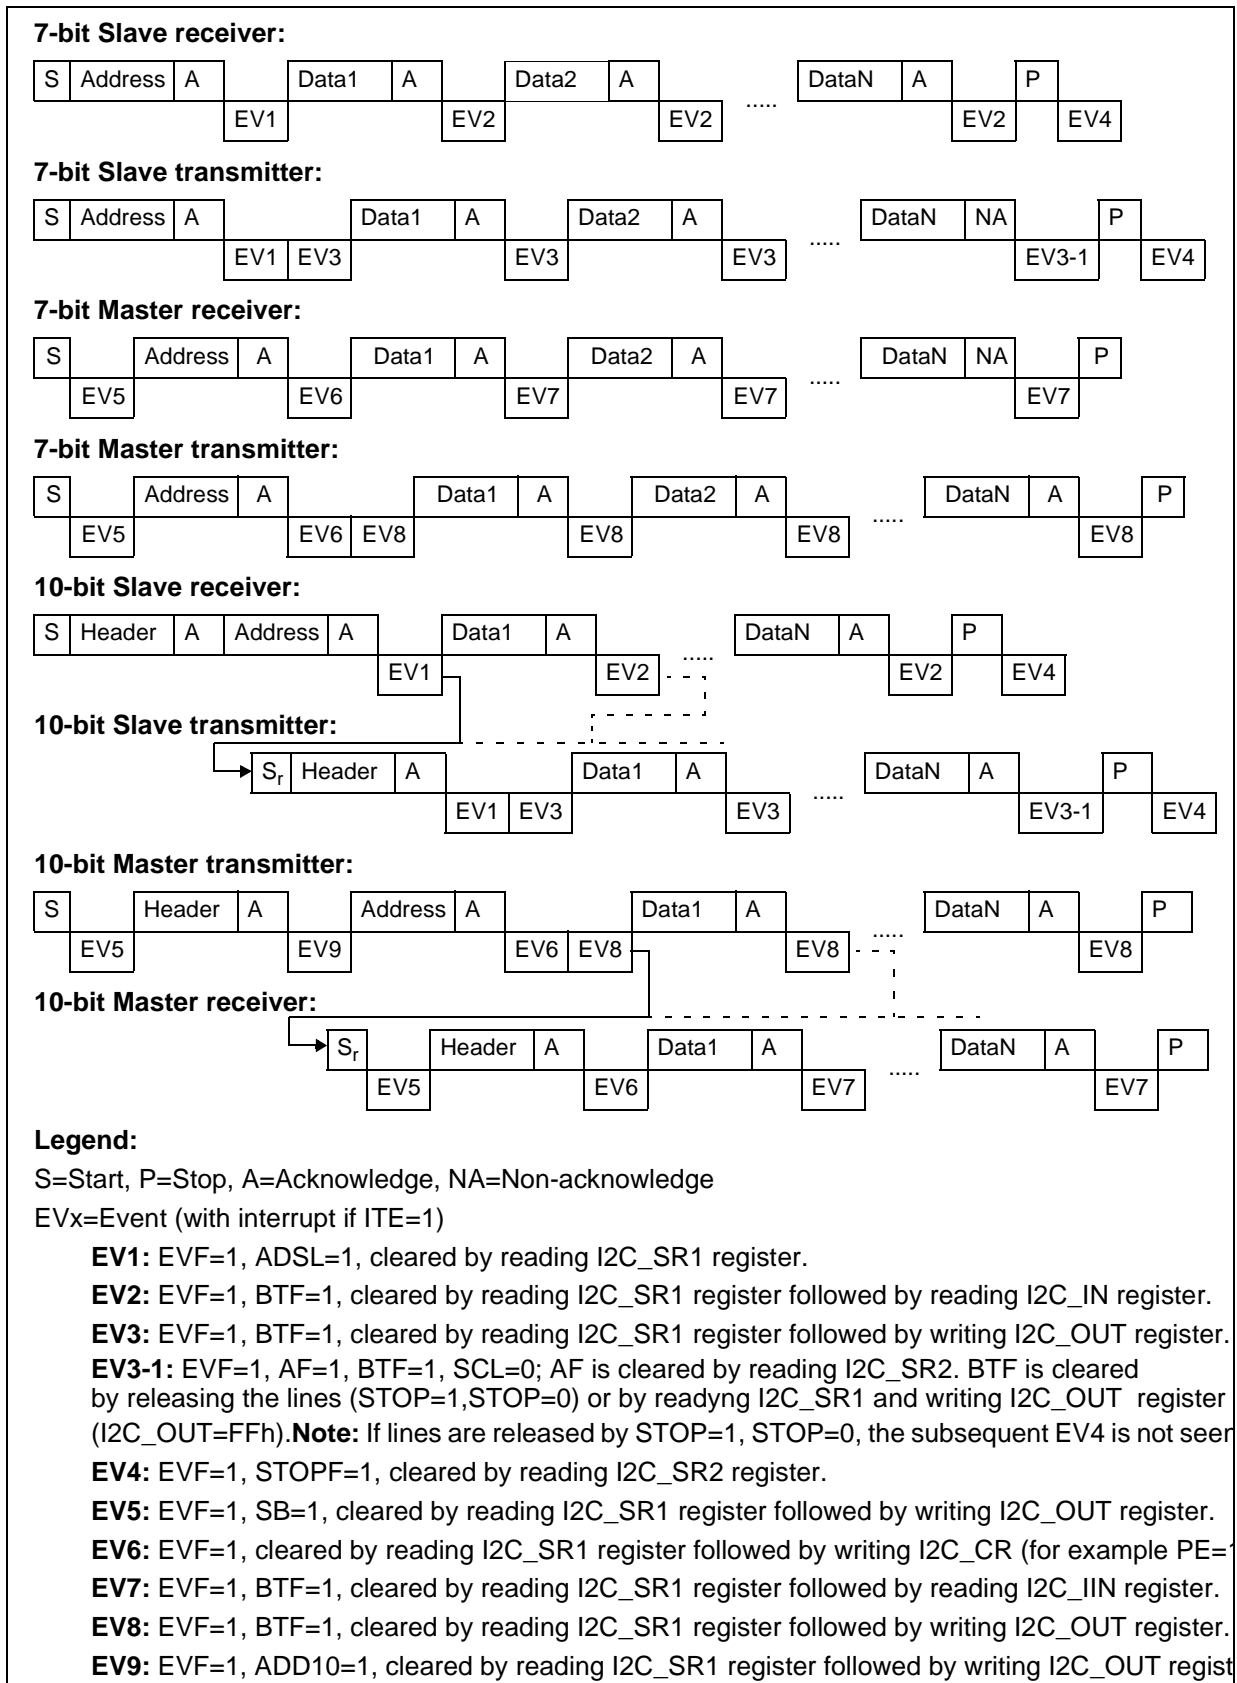 7-bit Slave receiver:
S Address A Data1 A Data2 A ..... DataN A P
EV1 EV2 EV2 EV2 EV4
7-bit Slave transmitter:
S Address A Data1 A Data2 A ..... DataN NA P
EV1 EV3 EV3 EV3 EV3-1 EV4
7-bit Master receiver:
S Address A Data1 A Data2 A ..... DataN NA P
EV5 EV6 EV7 EV7 EV7
7-bit Master transmitter:
S Address A Data1 A Data2 A ..... DataN A P
EV5 EV6 EV8 EV8 EV8 EV8
10-bit Slave receiver:
S Header A Address A Data1 A ..... DataN A P
EV1 EV2 EV2 EV4
10-bit Slave transmitter:
Sr Header A Data1 A ..... DataN A P
EV1 EV3 EV3 EV3-1 EV4
10-bit Master transmitter:
S Header A Address A Data1 A ..... DataN A P
EV5 EV9 EV6 EV8 EV8 EV8
10-bit Master receiver:
Sr Header A Data1 A ..... DataN A P
EV5 EV6 EV7 EV7
Legend:
S=Start, P=Stop, A=Acknowledge, NA=Non-acknowledge
EVx=Event (with interrupt if ITE=1)
EV1: EVF=1, ADSL=1, cleared by reading I2C_SR1 register.
EV2: EVF=1, BTF=1, cleared by reading I2C_SR1 register followed by reading I2C_IN register.
EV3: EVF=1, BTF=1, cleared by reading I2C_SR1 register followed by writing I2C_OUT register.
EV3-1: EVF=1, AF=1, BTF=1, SCL=0; AF is cleared by reading I2C_SR2. BTF is cleared
by releasing the lines (STOP=1,STOP=0) or by readyng I2C_SR1 and writing I2C_OUT register
(I2C_OUT=FFh).Note: If lines are released by STOP=1, STOP=0, the subsequent EV4 is not seen
EV4: EVF=1, STOPF=1, cleared by reading I2C_SR2 register.
EV5: EVF=1, SB=1, cleared by reading I2C_SR1 register followed by writing I2C_OUT register.
EV6: EVF=1, cleared by reading I2C_SR1 register followed by writing I2C_CR (for example PE=1
EV7: EVF=1, BTF=1, cleared by reading I2C_SR1 register followed by reading I2C_IIN register.
EV8: EVF=1, BTF=1, cleared by reading I2C_SR1 register followed by writing I2C_OUT register.
EV9: EVF=1, ADD10=1, cleared by reading I2C_SR1 register followed by writing I2C_OUT regist